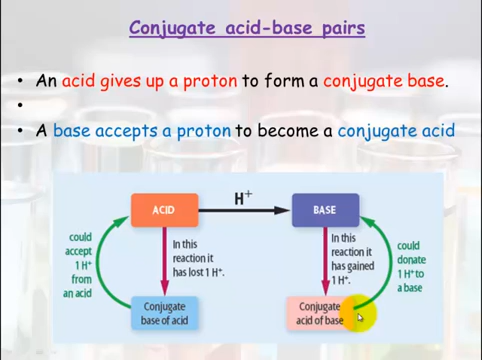 Conjugate acid-base pairs
• An acid gives up a proton to form a conjugate base.
•
• A base accepts a proton to become a conjugate acid
ACID
H⁺
BASE
could
accept
1 H⁺
from
an acid
In this
reaction it
has lost 1 H⁺.
In this
reaction it
has gained
1 H⁺.
could
donate
1 H⁺ to
a base
Conjugate
base of acid
Conjugate
acid of base